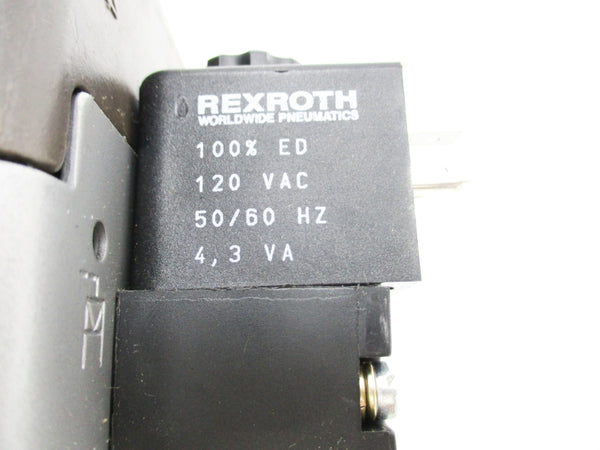 REXROTH
WORLDWIDE PNEUMATICS
100% ED
120 VAC
50/60 HZ
4,3 VA